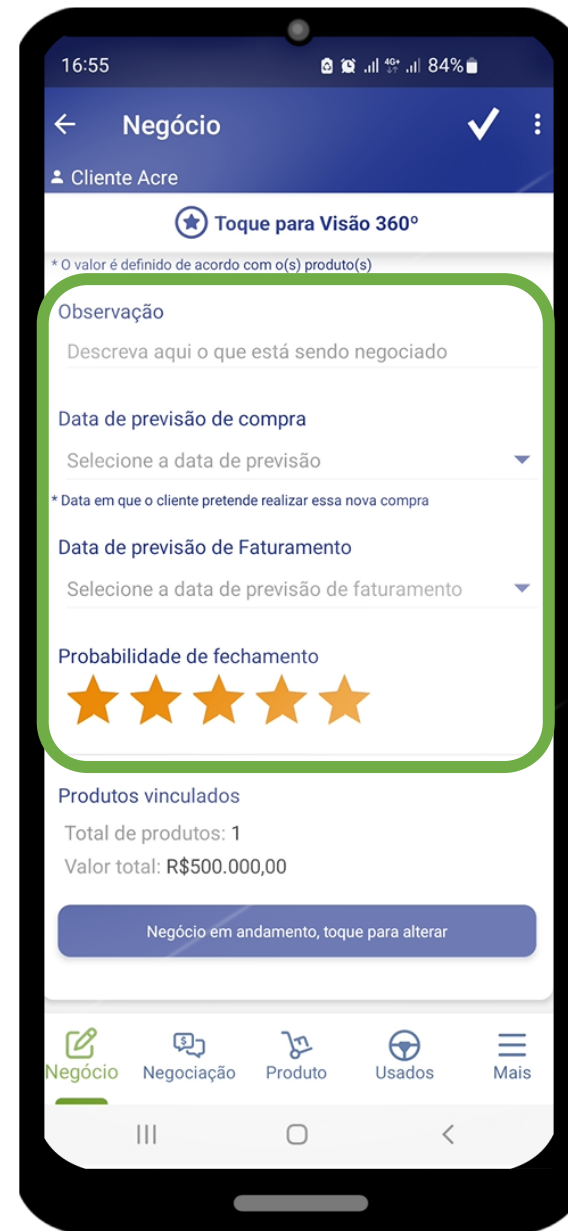 16:55 4G+ 84%
Negócio
Cliente Acre
Toque para Visão 360º
* O valor é definido de acordo com o(s) produto(s)
Observação
Descreva aqui o que está sendo negociado
Data de previsão de compra
Selecione a data de previsão
* Data em que o cliente pretende realizar essa nova compra
Data de previsão de Faturamento
Selecione a data de previsão de faturamento
Probabilidade de fechamento
Produtos vinculados
Total de produtos: 1
Valor total: R$500.000,00
Negócio em andamento, toque para alterar
Negócio Negociação Produto Usados Mais